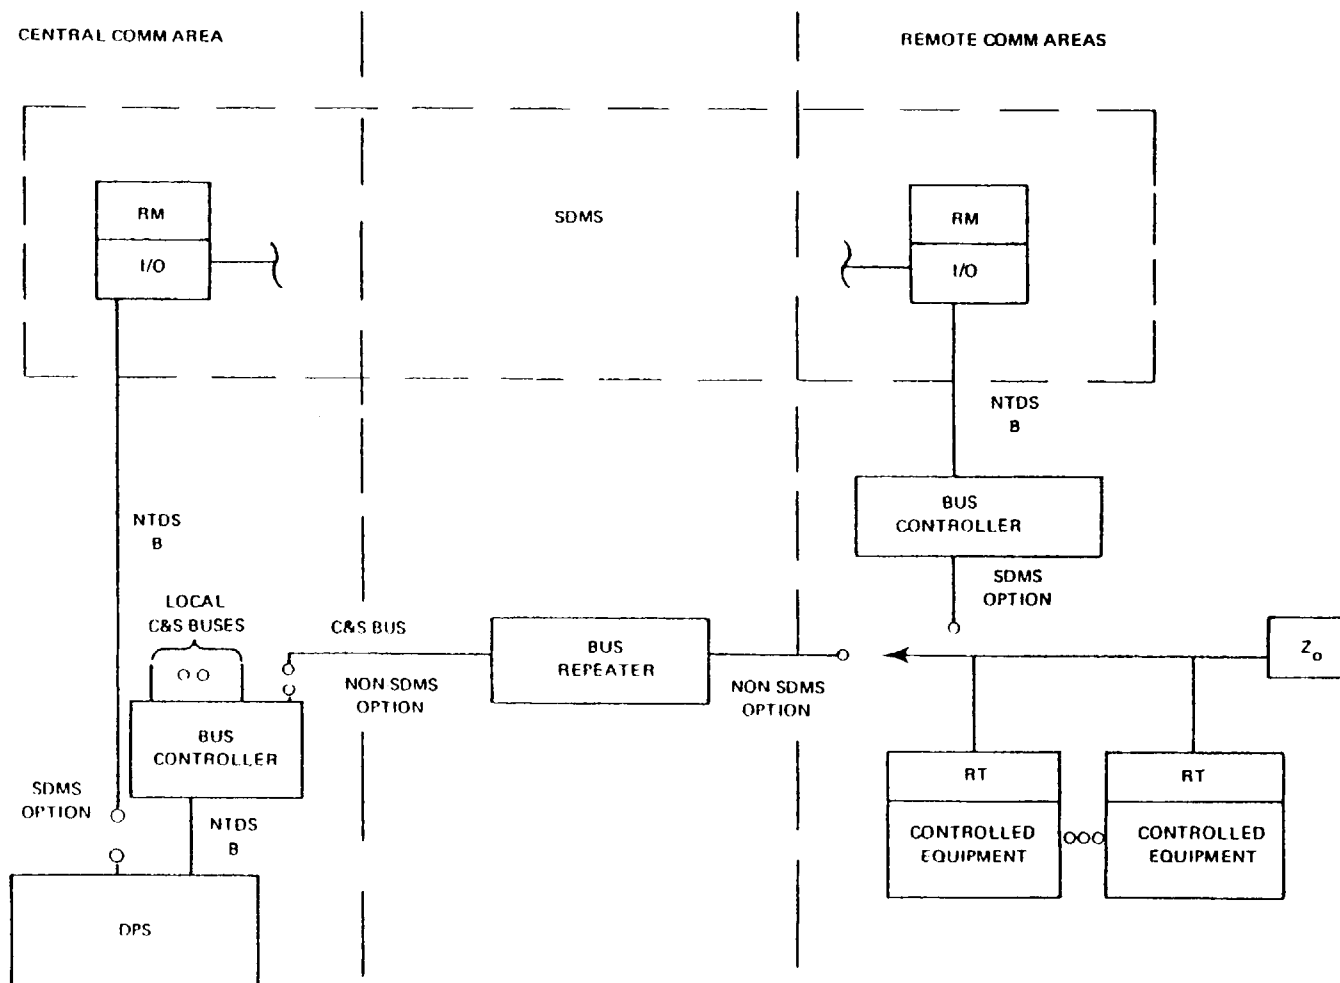 CENTRAL COMM AREA
REMOTE COMM AREAS
RM
I/O
SDMS
RM
I/O
NTDS
B
BUS
CONTROLLER
SDMS
OPTION
NTDS
B
LOCAL
C&S BUSES
C&S BUS
NON SDMS
OPTION
BUS
REPEATER
NON SDMS
OPTION
Zo
BUS
CONTROLLER
SDMS
OPTION
NTDS
B
DPS
RT
CONTROLLED
EQUIPMENT
RT
CONTROLLED
EQUIPMENT